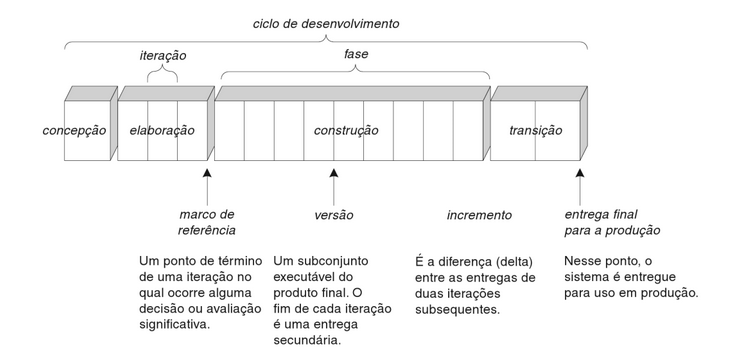 ciclo de desenvolvimento
iteração
fase
concepção
elaboração
construção
transição
marco de
referência
versão
incremento
entrega final
para a produção
Um ponto de término
de uma iteração no
qual ocorre alguma
decisão ou avaliação
significativa.
Um subconjunto
executável do
produto final. O
fim de cada iteração
é uma entrega
secundária.
É a diferença (delta)
entre as entregas de
duas iterações
subsequentes.
Nesse ponto, o
sistema é entregue
para uso em produção.